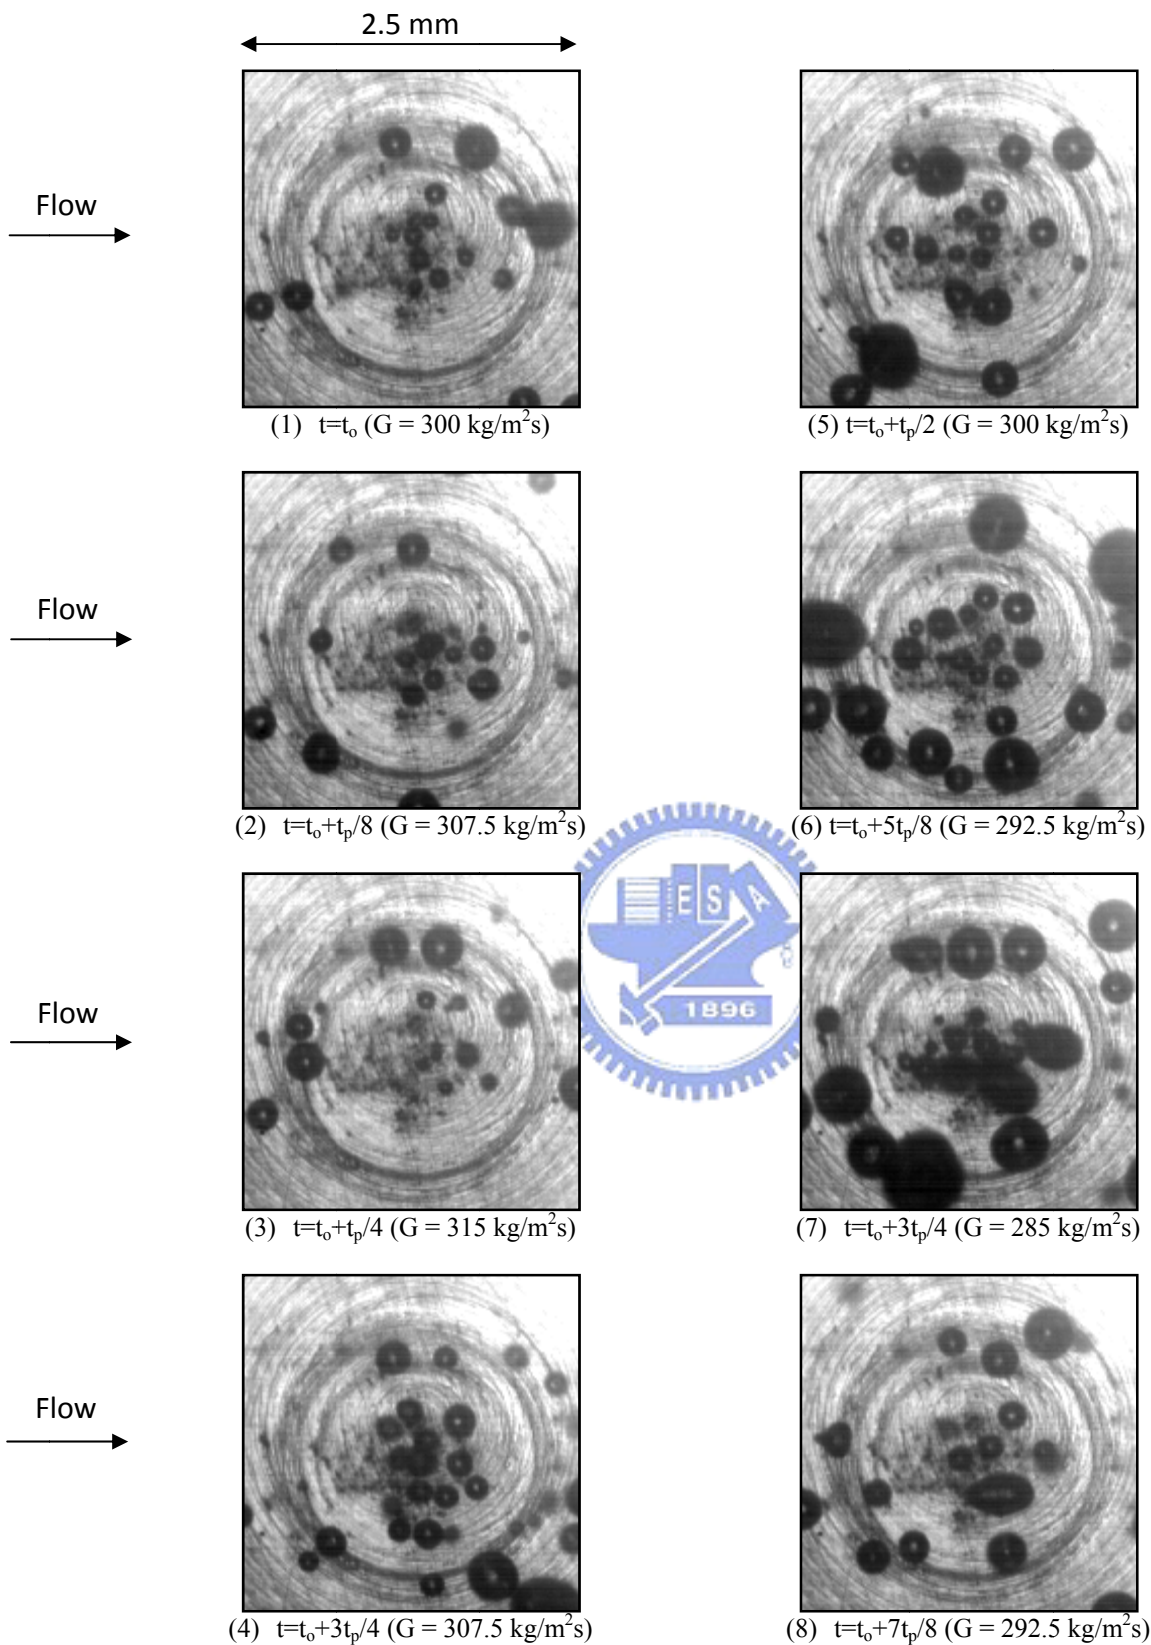 2.5 mm
Flow
(1) t=tₒ (G = 300 kg/m²s)
(5) t=tₒ+tₚ/2 (G = 300 kg/m²s)
Flow
(2) t=tₒ+tₚ/8 (G = 307.5 kg/m²s)
(6) t=tₒ+5tₚ/8 (G = 292.5 kg/m²s)
E S A
1896
Flow
(3) t=tₒ+tₚ/4 (G = 315 kg/m²s)
(7) t=tₒ+3tₚ/4 (G = 285 kg/m²s)
Flow
(4) t=tₒ+3tₚ/4 (G = 307.5 kg/m²s)
(8) t=tₒ+7tₚ/8 (G = 292.5 kg/m²s)